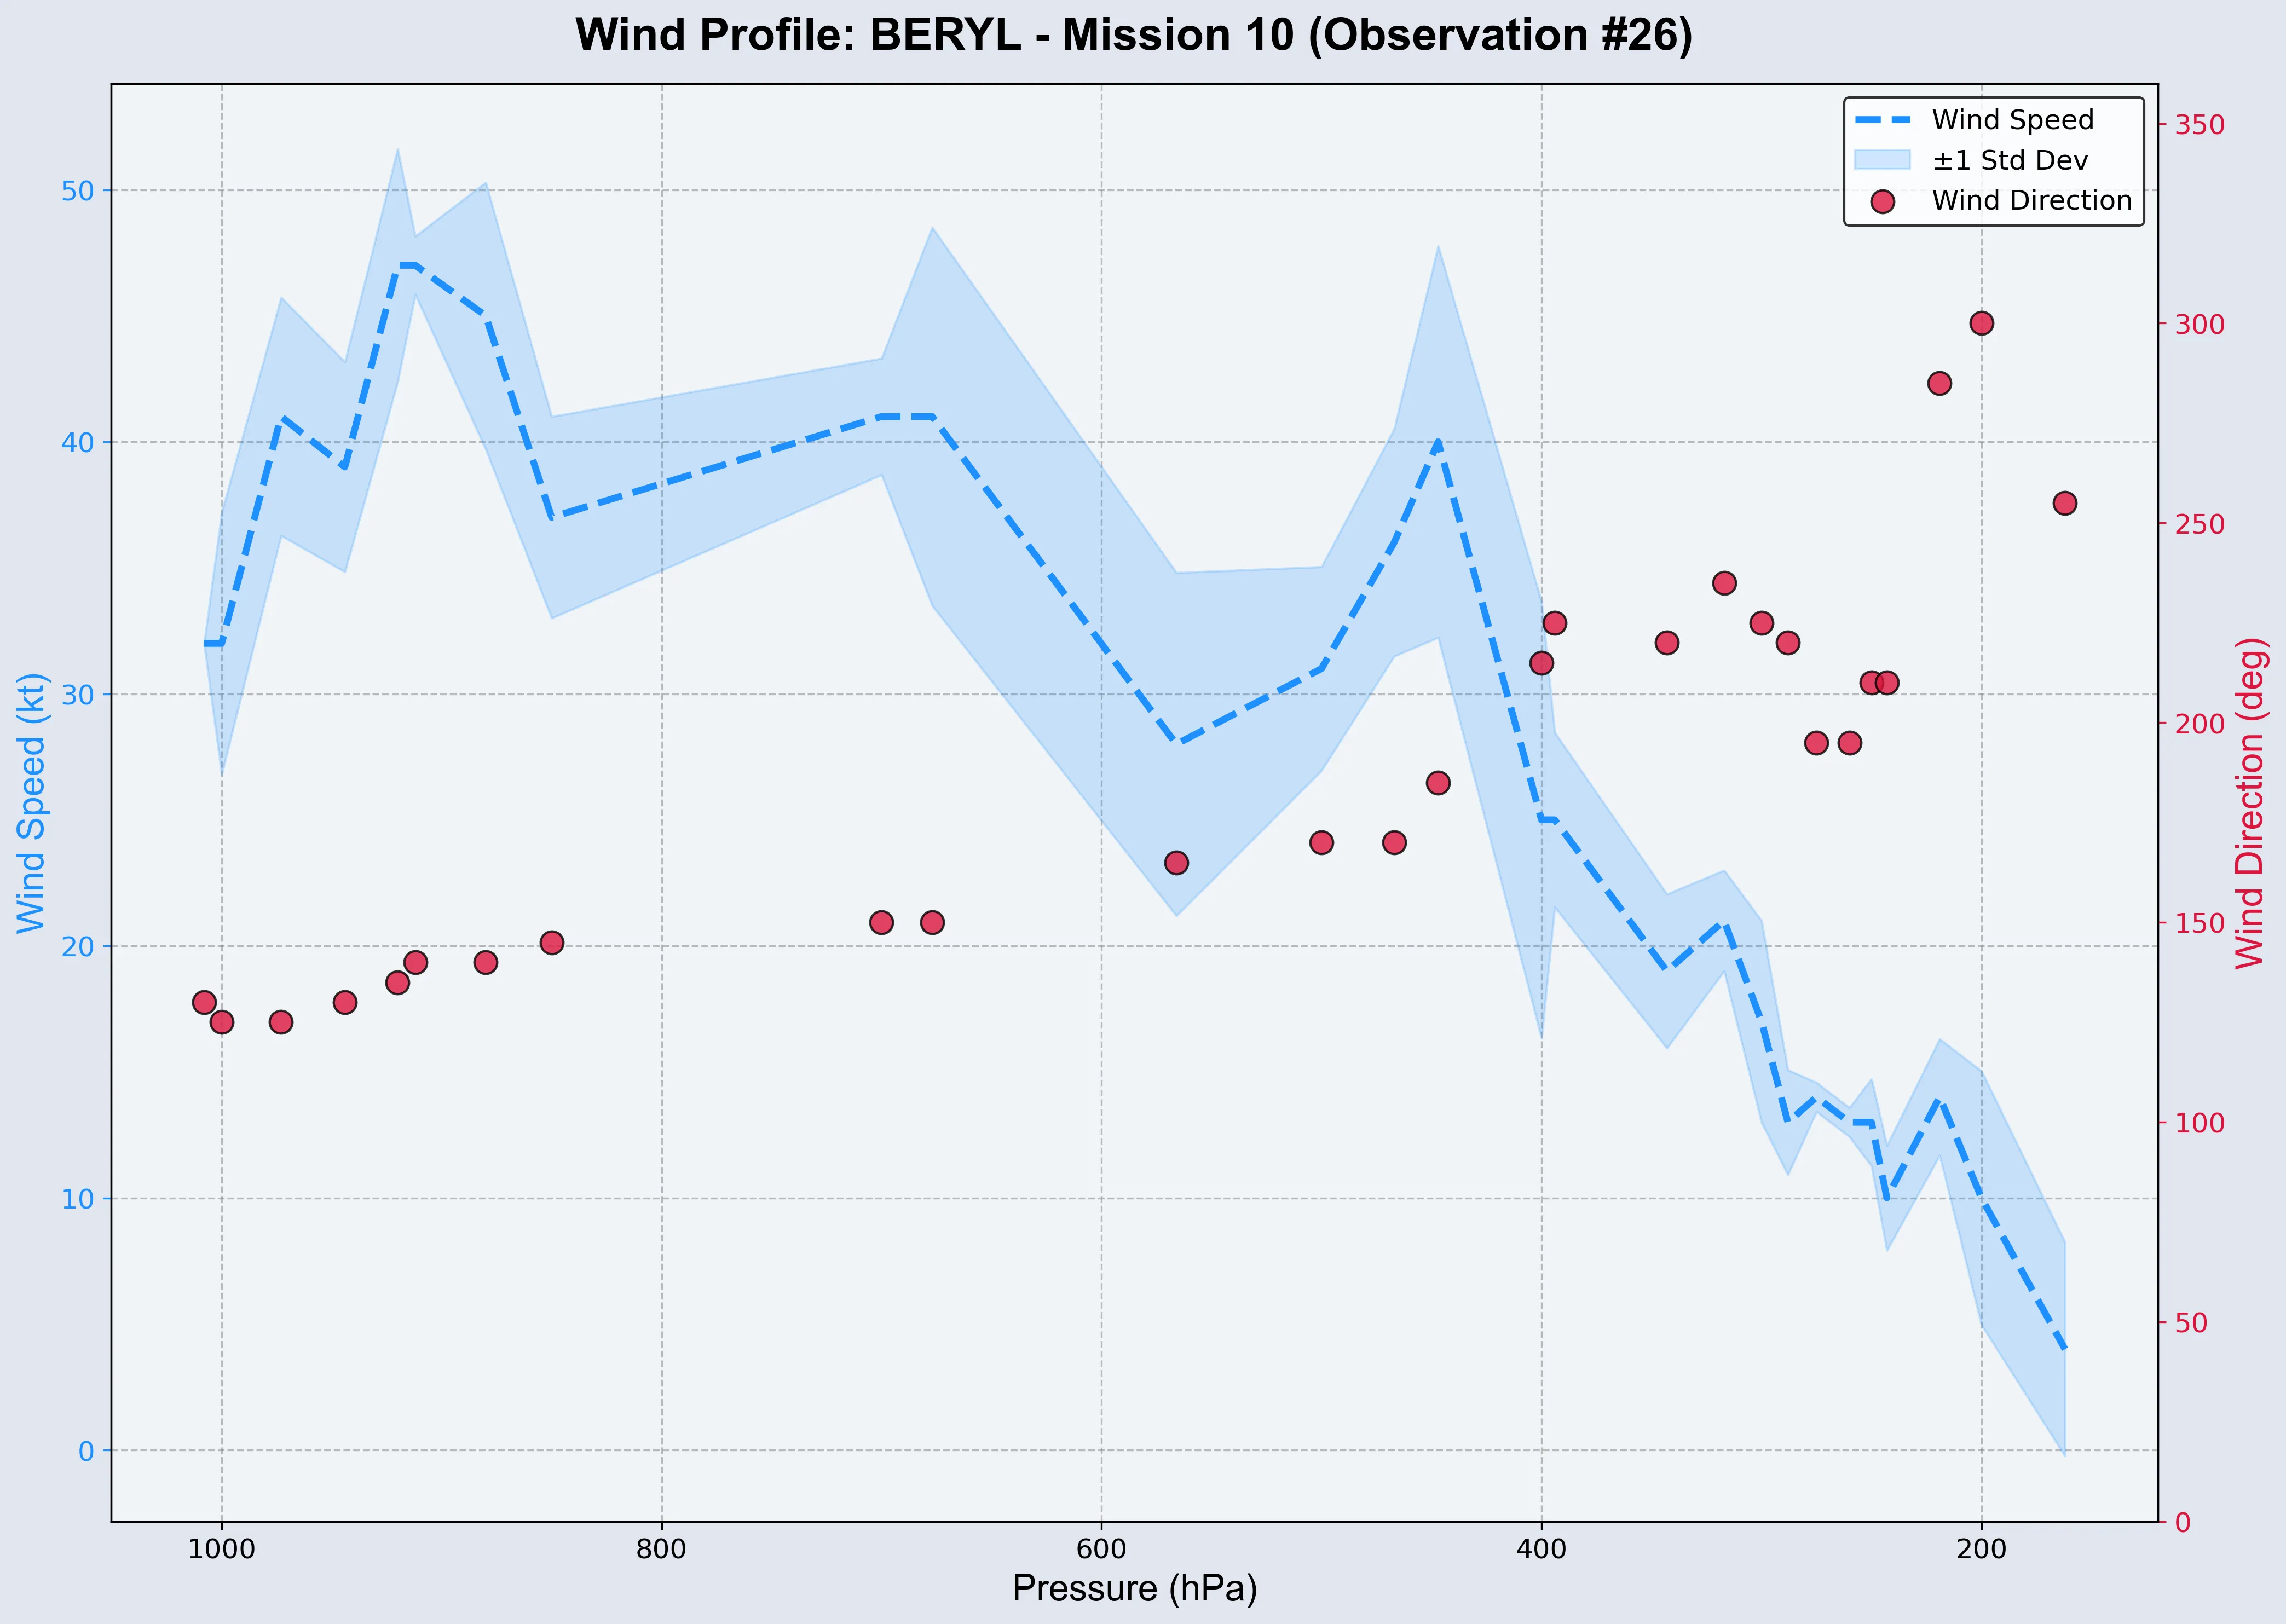 Wind Profile: BERYL - Mission 10 (Observation #26)
Wind Speed
±1 Std Dev
Wind Direction
Wind Speed (kt)
50
40
30
20
10
0
350
300
250
200
150
100
50
0
Wind Direction (deg)
1000
800
600
400
200
Pressure (hPa)